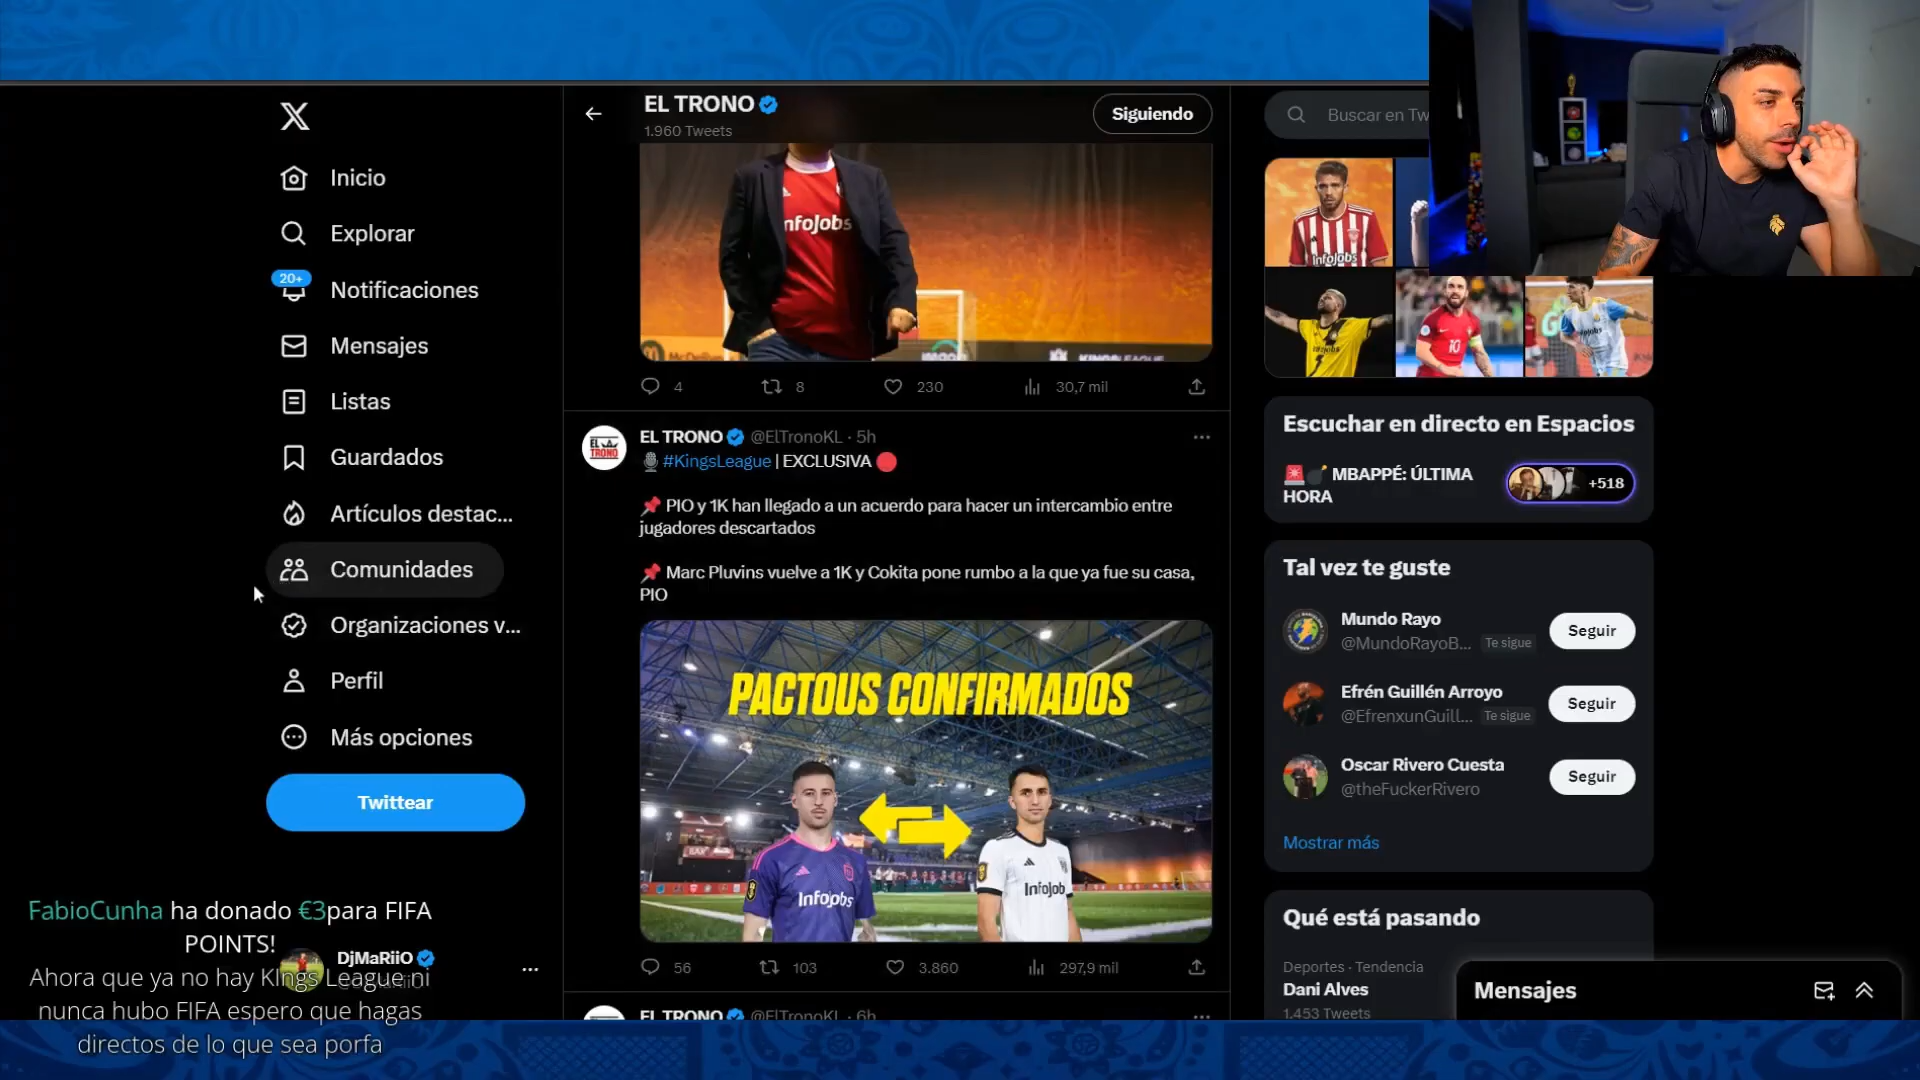 Inicio
Explorar
20+
Notificaciones
Mensajes
Listas
Guardados
Artículos destac...
Comunidades
Organizaciones v...
Perfil
Más opciones
Twittear
FabioCunha ha donado €3para FIFA
POINTS!
Ahora que ya no hay KIngs League ni
nunca hubo FIFA espero que hagas
directos de lo que sea porfa
DjMaRiiO
EL TRONO
1.960 Tweets
Siguiendo
InfoJobs
4
8
230
30,7 mil
EL TRONO
EL TRONO @ElTronoKL · 5h
#KingsLeague | EXCLUSIVA
PIO y 1K han llegado a un acuerdo para hacer un intercambio entre
jugadores descartados
Marc Pluvins vuelve a 1K y Cokita pone rumbo a la que ya fue su casa,
PIO
PACTOUS CONFIRMADOS
InfoJobs
InfoJob
56
103
3.860
297,9 mil
EL TRONO @ElTronoKL · 6h
Buscar en Tw
InfoJobs
10
Escuchar en directo en Espacios
MBAPPÉ: ÚLTIMA
HORA
+518
Tal vez te guste
Mundo Rayo
@MundoRayoB... Te sigue
Seguir
Efrén Guillén Arroyo
@EfrenxunGuill... Te sigue
Seguir
Oscar Rivero Cuesta
@theFuckerRivero
Seguir
Mostrar más
Qué está pasando
Deportes · Tendencia
Dani Alves
1.453 Tweets
Mensajes